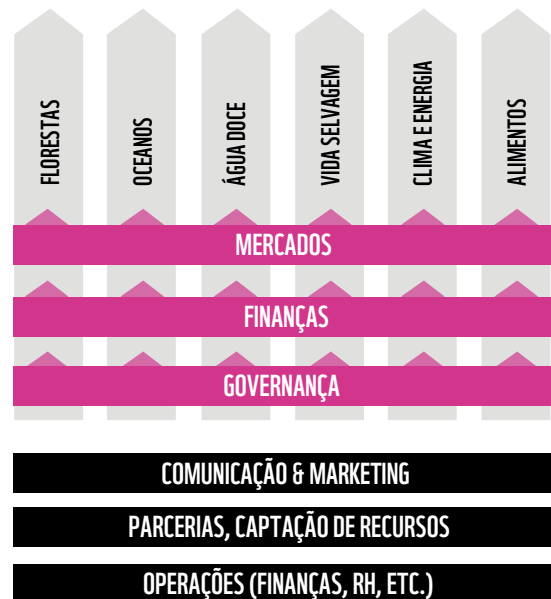 FLORESTAS
OCEANOS
ÁGUA DOCE
VIDA SELVAGEM
CLIMA E ENERGIA
ALIMENTOS
MERCADOS
FINANÇAS
GOVERNANÇA
COMUNICAÇÃO & MARKETING
PARCERIAS, CAPTAÇÃO DE RECURSOS
OPERAÇÕES (FINANÇAS, RH, ETC.)